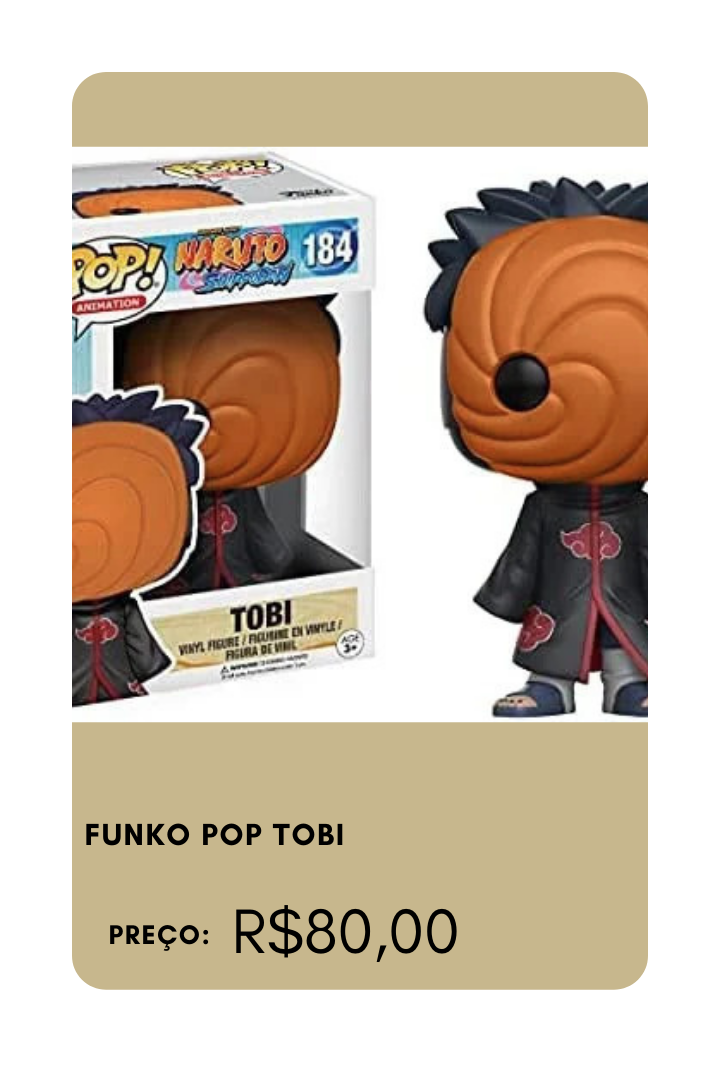 Funko
POP!
ANIMATION
NARUTO
SHIPPUDEN
184
TOBI
VINYL FIGURE / FIGURINE EN VINYLE /
FIGURA DE VINIL
AGE
3+
FUNKO POP TOBI
PREÇO: R$80,00